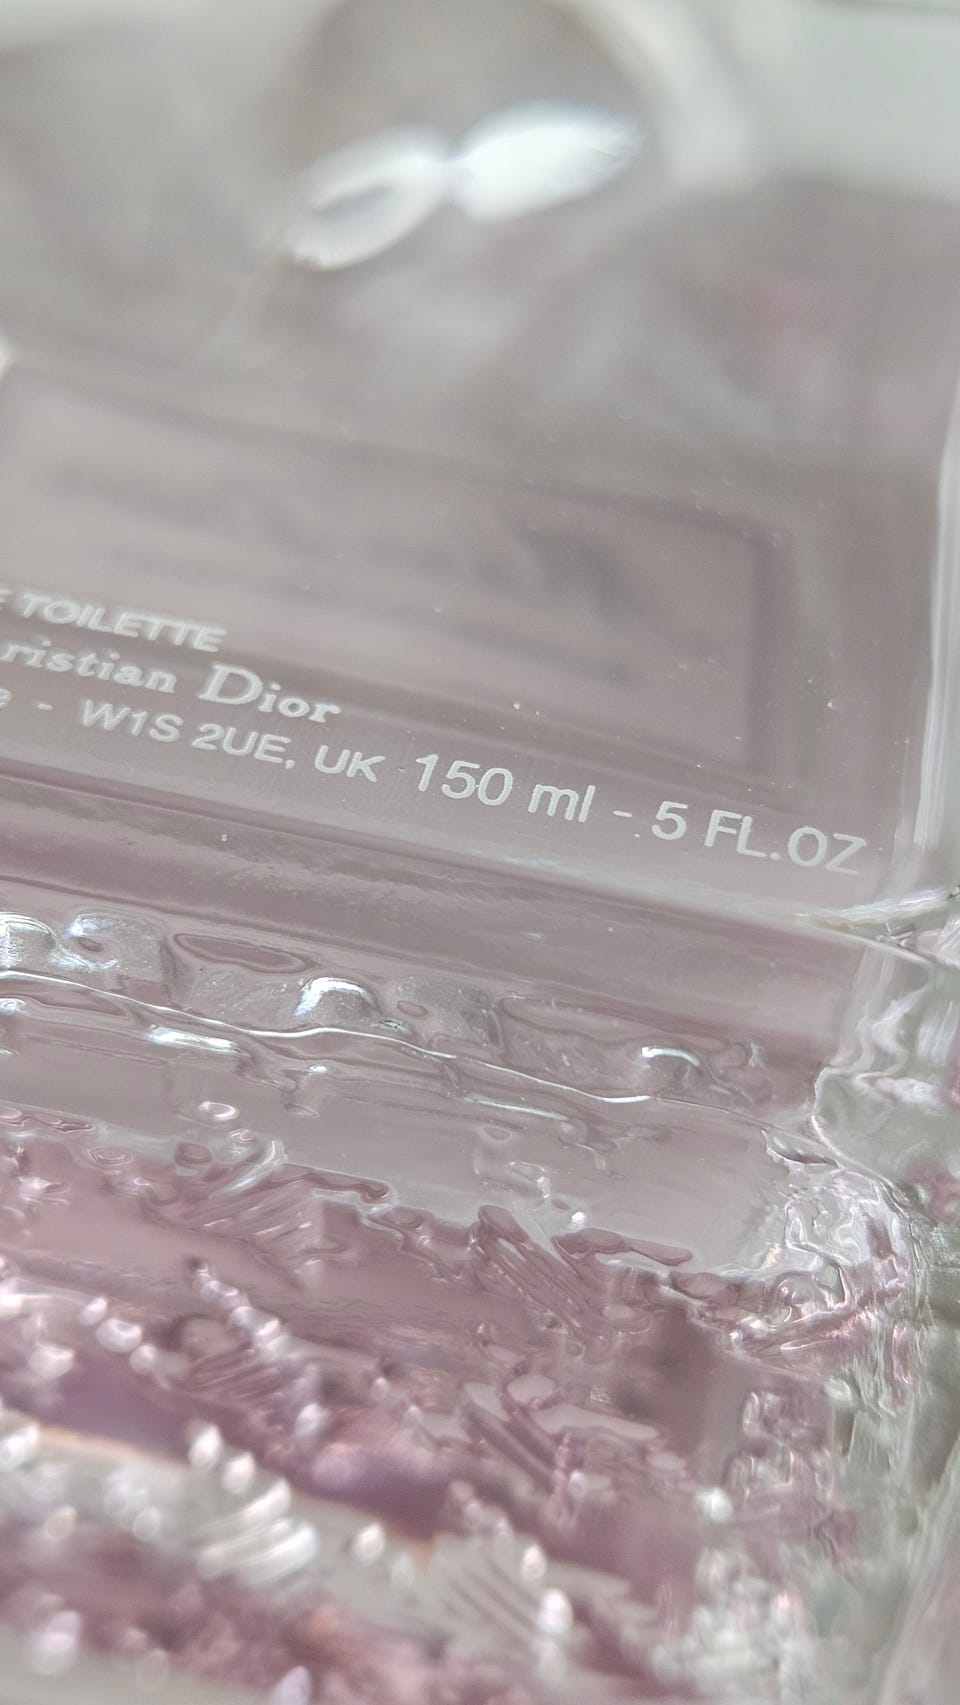 E TOILETTE
ristian Dior
e - W1S 2UE, UK 150 ml - 5 FL.OZ